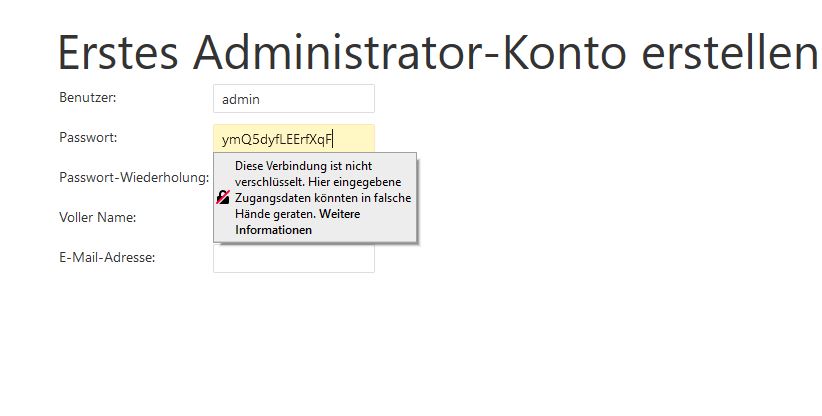 Erstes Administrator-Konto erstellen
Benutzer:
admin
Passwort:
ymQ5dyfLEErfXqF
Passwort-Wiederholung:
Diese Verbindung ist nicht
verschlüsselt. Hier eingegebene
Zugangsdaten könnten in falsche
Hände geraten. Weitere
Informationen
Voller Name:
E-Mail-Adresse: